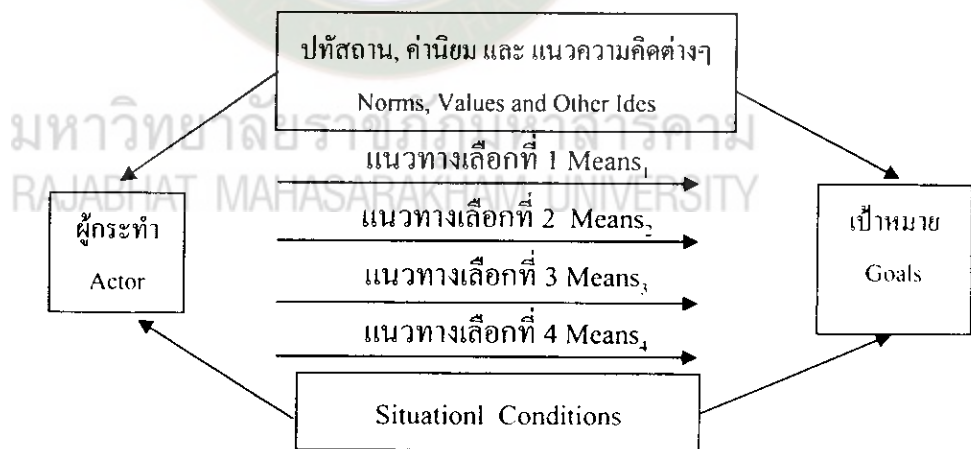 ปทัสถาน, ค่านิยม และ แนวความคิดต่างๆ
Norms, Values and Other Ides
มหาวิทยาลัยราชภัฏมหาสารคาม
RAJABHAT MAHASARAKHAM UNIVERSITY
แนวทางเลือกที่ 1 Means₁
แนวทางเลือกที่ 2 Means₂
แนวทางเลือกที่ 3 Means₃
แนวทางเลือกที่ 4 Means₄
ผู้กระทำ
Actor
เป้าหมาย
Goals
Situationl Conditions